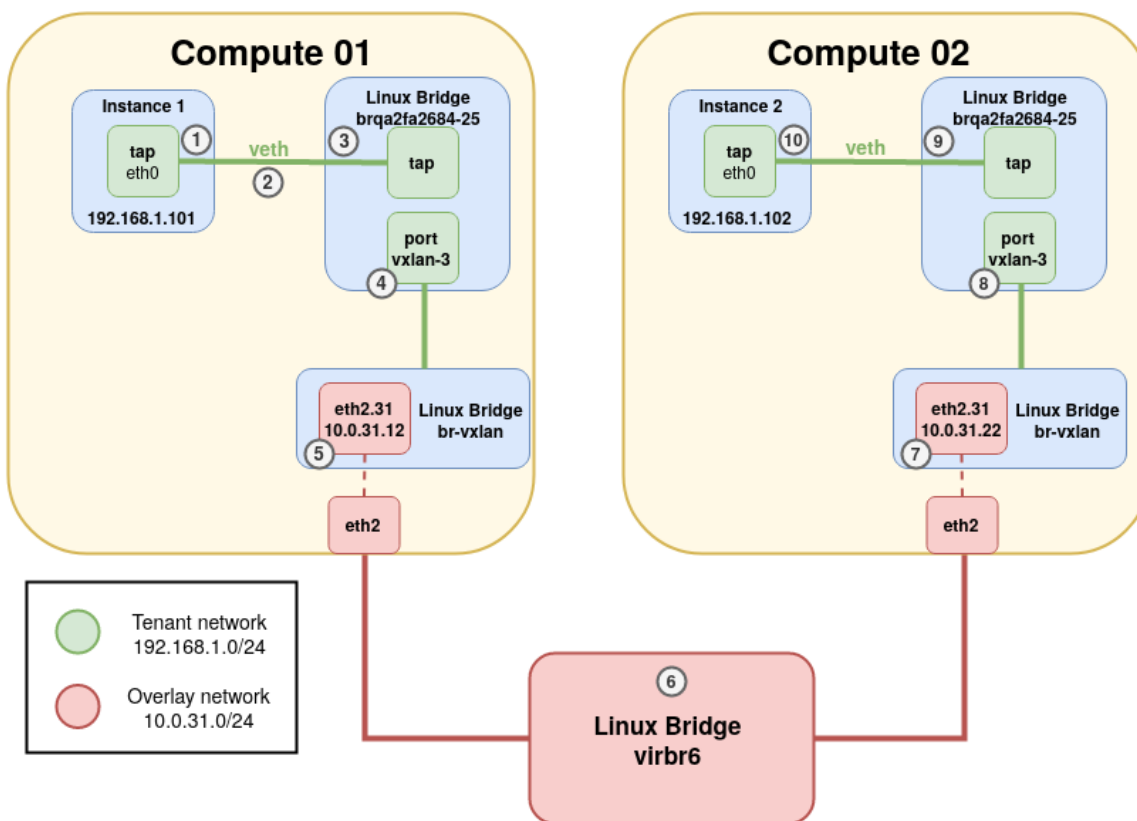 Compute 01
Instance 1
1
tap
eth0
192.168.1.101
veth
2
Linux Bridge
brqa2fa2684-25
3
tap
port
vxlan-3
4
eth2.31
10.0.31.12
Linux Bridge
br-vxlan
5
eth2
Compute 02
Instance 2
10
tap
eth0
192.168.1.102
veth
Linux Bridge
brqa2fa2684-25
9
tap
port
vxlan-3
8
eth2.31
10.0.31.22
Linux Bridge
br-vxlan
7
eth2
Tenant network
192.168.1.0/24
Overlay network
10.0.31.0/24
6
Linux Bridge
virbr6